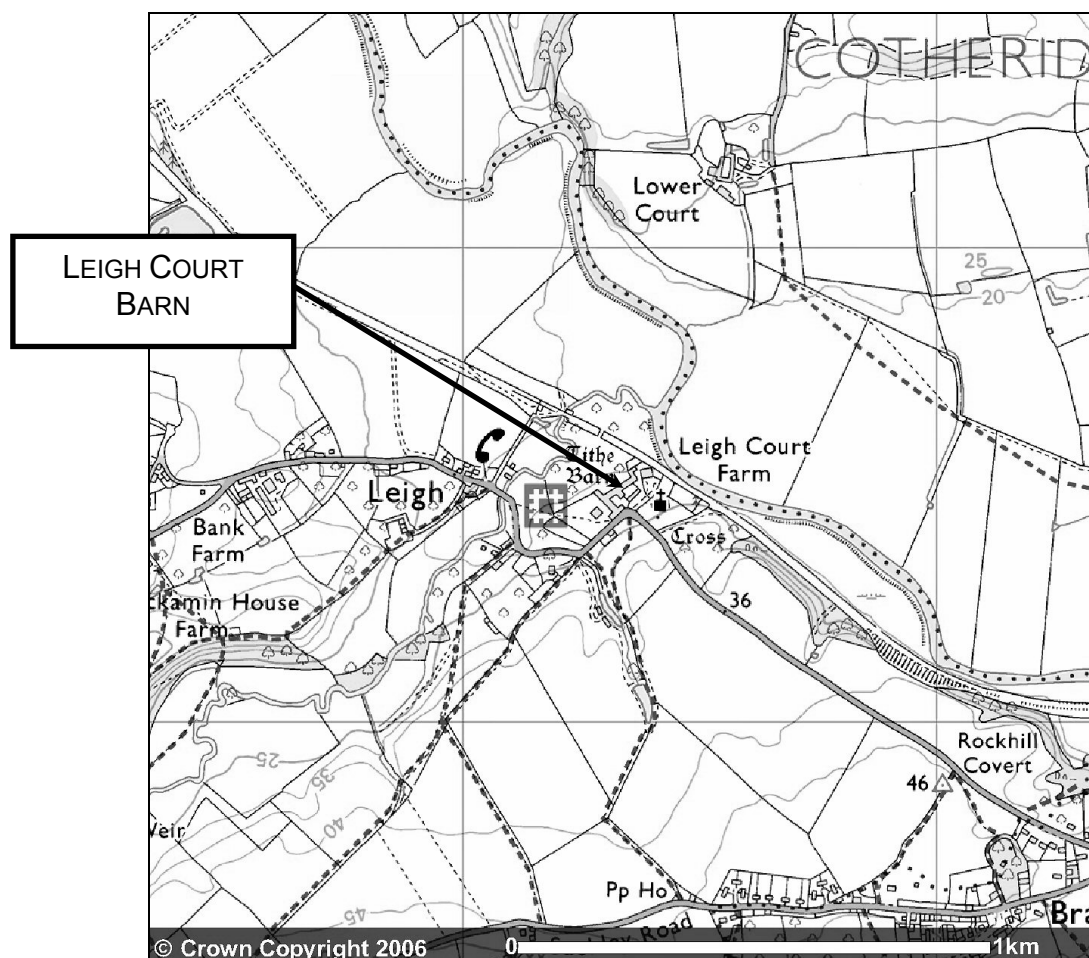 COTHERID
Lower
Court
25
20
LEIGH COURT
BARN
Tithe
Barn
Leigh Court
Farm
Leigh
Bank
Farm
Cross
36
ckamin House
Farm
Rockhill
Covert
46
25
35
40
Weir
Pp Ho
45
Road
Bra
© Crown Copyright 2006
0
1km